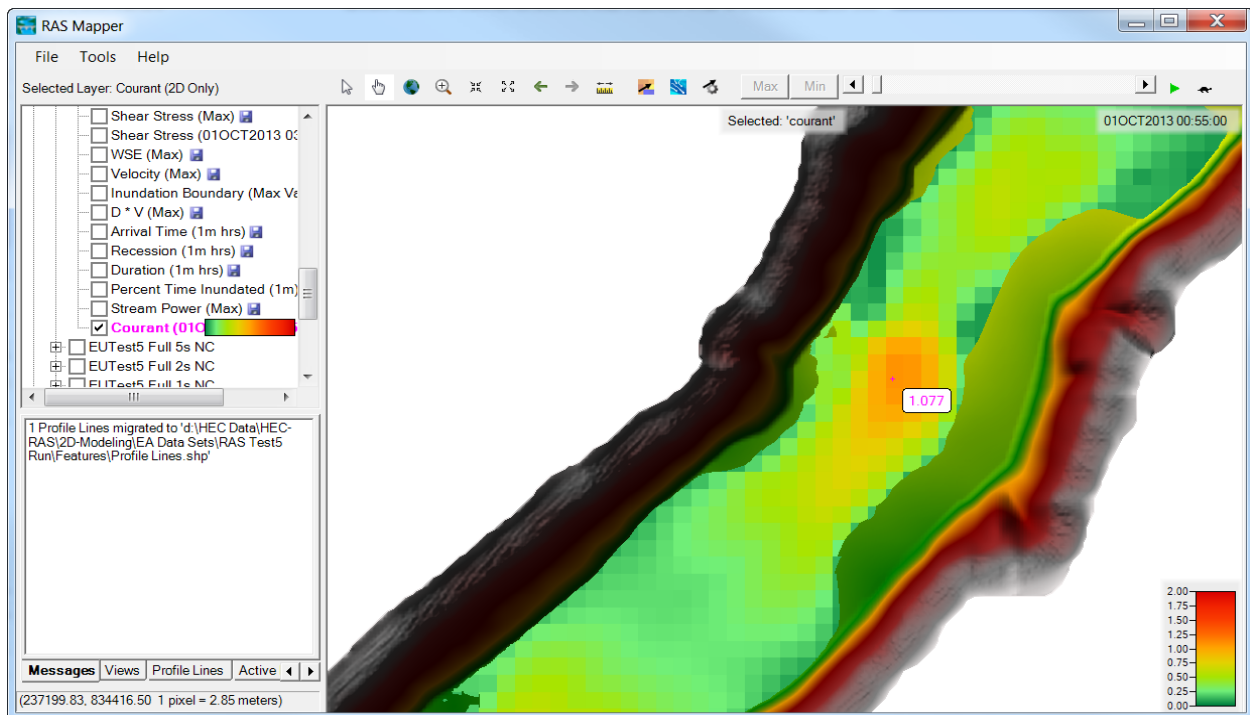 RAS Mapper
File Tools Help
Selected Layer: Courant (2D Only)
Max Min
Shear Stress (Max)
Shear Stress (01OCT2013 03
WSE (Max)
Velocity (Max)
Inundation Boundary (Max Va
D * V (Max)
Arrival Time (1m hrs)
Recession (1m hrs)
Duration (1m hrs)
Percent Time Inundated (1m)
Stream Power (Max)
Courant (01O
EUTest5 Full 5s NC
EUTest5 Full 2s NC
EUTest5 Full 1s NC
1 Profile Lines migrated to 'd:\HEC Data\HEC-
RAS\2D-Modeling\EA Data Sets\RAS Test5
Run\Features\Profile Lines.shp'
Messages Views Profile Lines Active
(237199.83, 834416.50 1 pixel = 2.85 meters)
Selected: 'courant'
01OCT2013 00:55:00
1.077
2.00
1.75
1.50
1.25
1.00
0.75
0.50
0.25
0.00